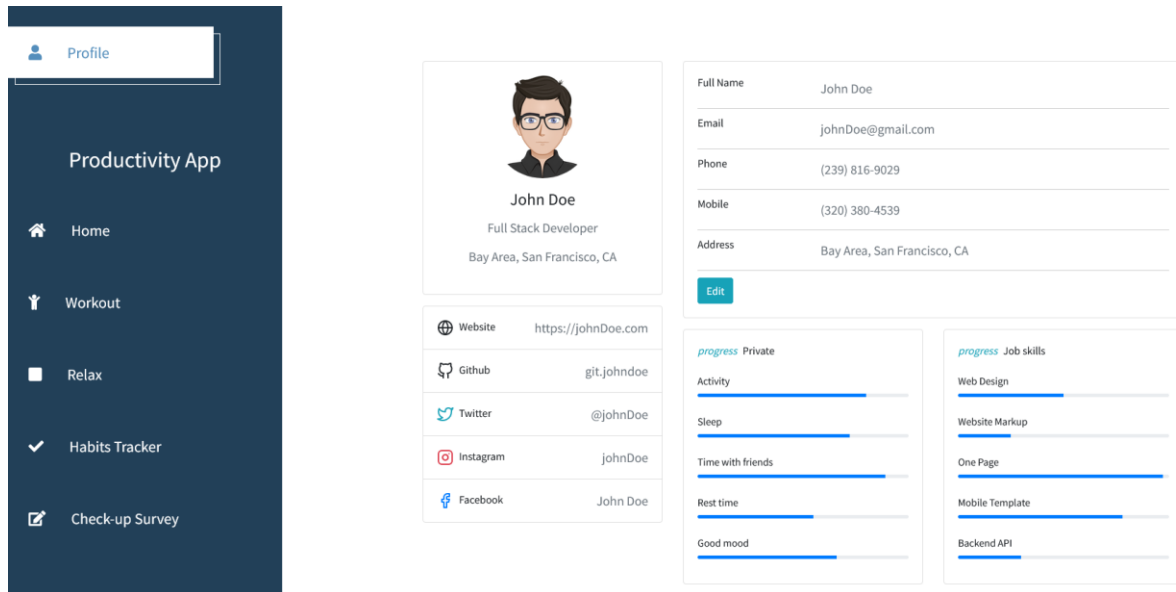 Profile
Productivity App
Home
Workout
Relax
Habits Tracker
Check-up Survey
John Doe
Full Stack Developer
Bay Area, San Francisco, CA
Website https://johnDoe.com
Github git.johndoe
Twitter @johnDoe
Instagram johnDoe
Facebook John Doe
Full Name John Doe
Email johnDoe@gmail.com
Phone (239) 816-9029
Mobile (320) 380-4539
Address Bay Area, San Francisco, CA
Edit
progress Private
Activity
Sleep
Time with friends
Rest time
Good mood
progress Job skills
Web Design
Website Markup
One Page
Mobile Template
Backend API